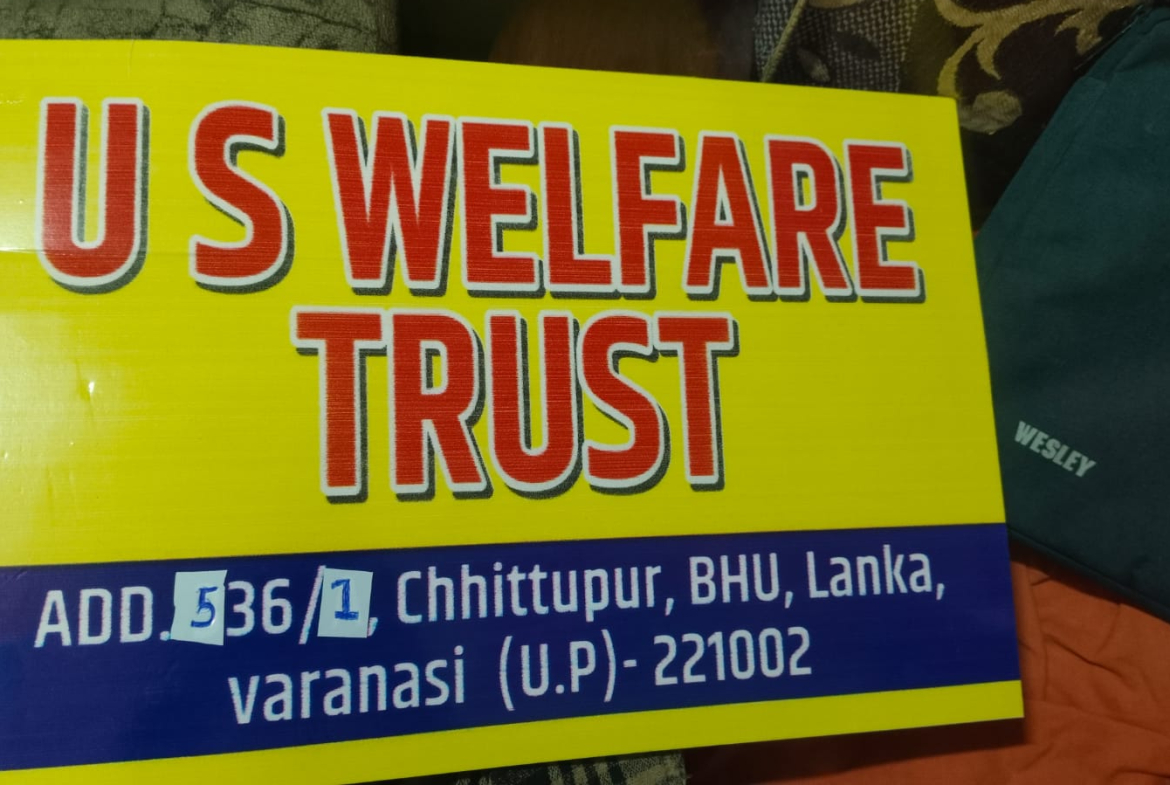 U S WELFARE
TRUST
WESLEY
ADD. 536/1, Chhittupur, BHU, Lanka,
varanasi (U.P)- 221002